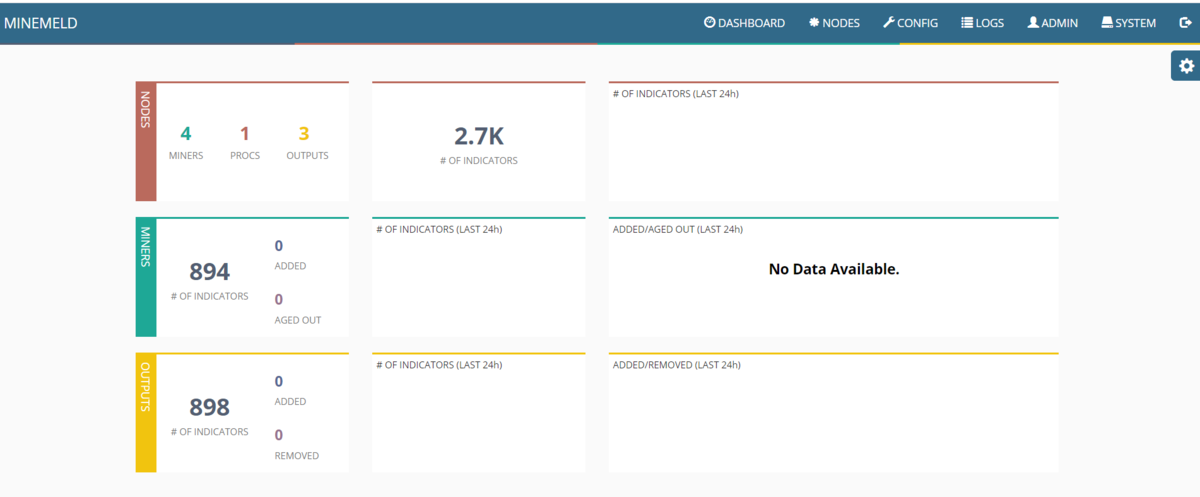 MINEMELD
DASHBOARD NODES CONFIG LOGS ADMIN SYSTEM
NODES
4 1 3
MINERS PROCS OUTPUTS
2.7K
# OF INDICATORS
# OF INDICATORS (LAST 24h)
MINERS
894
# OF INDICATORS
0
ADDED
0
AGED OUT
# OF INDICATORS (LAST 24h)
ADDED/AGED OUT (LAST 24h)
No Data Available.
OUTPUTS
898
# OF INDICATORS
0
ADDED
0
REMOVED
# OF INDICATORS (LAST 24h)
ADDED/REMOVED (LAST 24h)